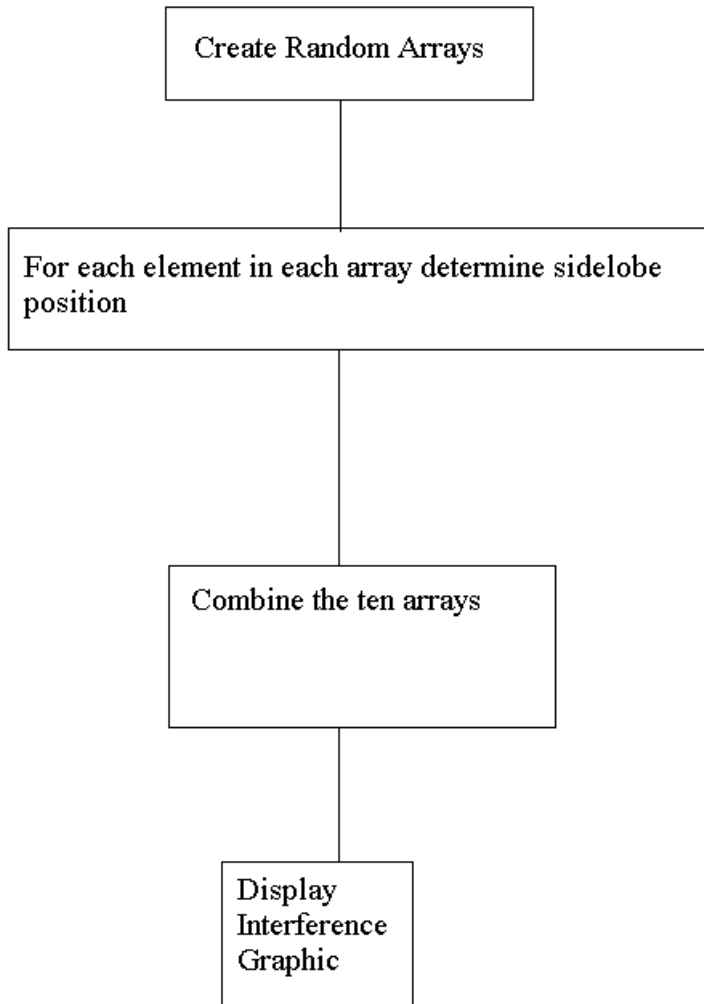 Create Random Arrays
For each element in each array determine sidelobe
position
Combine the ten arrays
Display
Interference
Graphic